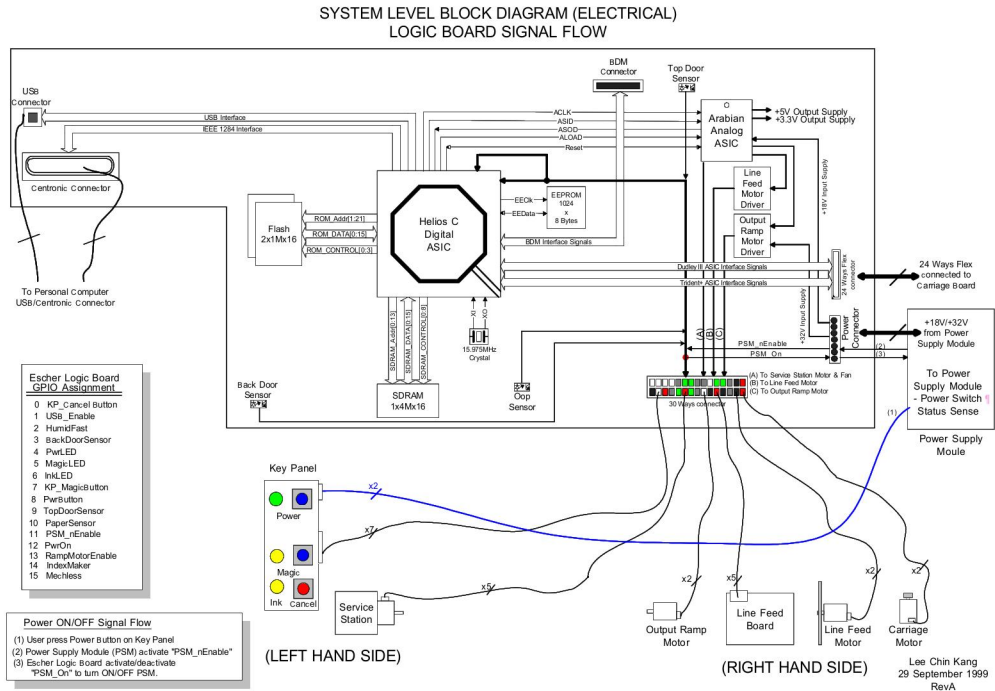 SYSTEM LEVEL BLOCK DIAGRAM (ELECTRICAL)
LOGIC BOARD SIGNAL FLOW
BDM
Connector
Top Door
Sensor
USB
Connector
USB Interface
IEEE 1284 Interface
ACLK
ASID
ASOD
ALOAD
Reset
Arabian
Analog
ASIC
+5V Output Supply
+3.3V Output Supply
Centronic Connector
Line
Feed
Motor
Driver
+18V Input Supply
EEClk
EEData
EEPROM
1024
x
8 Bytes
Flash
2x1Mx16
ROM_Addr[1:21]
ROM_DATA[0:15]
ROM_CONTROL[0:3]
Helios C
Digital
ASIC
Output
Ramp
Motor
Driver
BDM Interface Signals
Dudley III ASIC Interface Signals
Trident+ ASIC Interface Signals
24 Ways Flex
connector
24 Ways Flex
connected to
Carriage Board
To Personal Computer
USB/Centronic Connector
SDRAM_Addr[0:13]
SDRAM_DATA[0:15]
SDRAM_CONTROL[0:8]
XI
XO
15.975MHz
Crystal
(A)
(B)
(C)
+32V Input Supply
Power
Connector
+18V/+32V
from Power
Supply Module
PSM_nEnable
(2)
PSM_On
(3)
To Power
Supply Module
- Power Switch ¶
Status Sense
(1)
Power Supply
Moule
Escher Logic Board
GPIO Assignment
0 KP_Cancel Button
1 USB_Enable
2 HumidFast
3 BackDoorSensor
4 PwrLED
5 MagicLED
6 InkLED
7 KP_MagicButton
8 PwrButton
9 TopDoorSensor
10 PaperSensor
11 PSM_nEnable
12 PwrOn
13 RampMotorEnable
14 IndexMaker
15 Mechless
Back Door
Sensor
SDRAM
1x4Mx16
Oop
Sensor
(A) To Service Station Motor & Fan
(B) To Line Feed Motor
(C) To Output Ramp Motor
30 Ways connector
Key Panel
x2
Power
x7
Magic
Ink
Cancel
x5
Service
Station
x2
x5
x2
x2
Output Ramp
Motor
Line Feed
Board
Line Feed
Motor
Carriage
Motor
Power ON/OFF Signal Flow
(1) User press Power Button on Key Panel
(2) Power Supply Module (PSM) activate "PSM_nEnable"
(3) Escher Logic Board activate/deactivate
"PSM_On" to turn ON/OFF PSM.
(LEFT HAND SIDE)
(RIGHT HAND SIDE)
Lee Chin Kang
29 September 1999
RevA